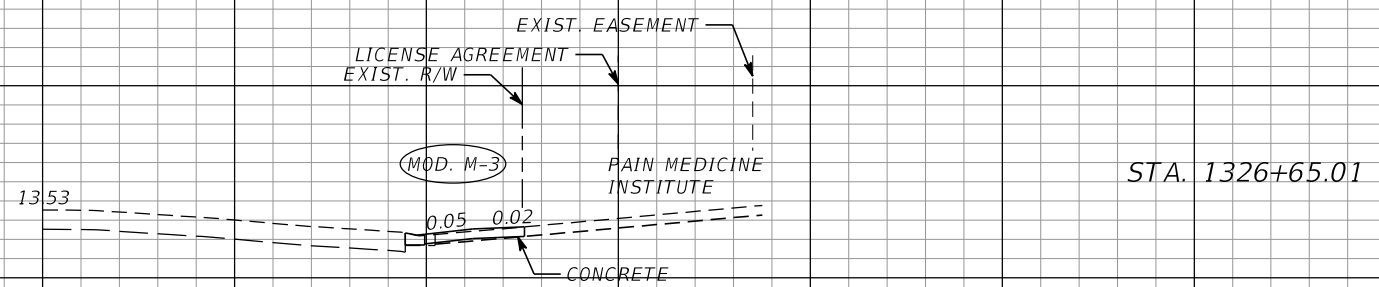 EXIST. EASEMENT
LICENSE AGREEMENT
EXIST. R/W
MOD. M-3
PAIN MEDICINE
INSTITUTE
STA. 1326+65.01
13.53
0.05
0.02
CONCRETE